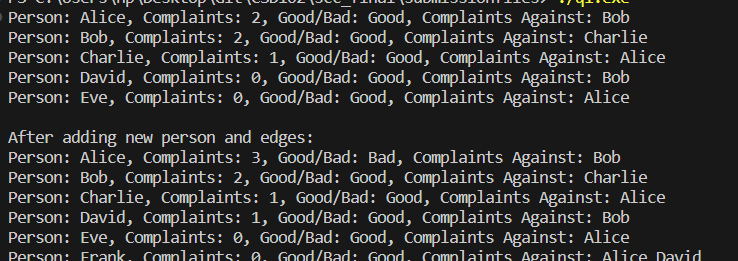 Person: Alice, Complaints: 2, Good/Bad: Good, Complaints Against: Bob
Person: Bob, Complaints: 2, Good/Bad: Good, Complaints Against: Charlie
Person: Charlie, Complaints: 1, Good/Bad: Good, Complaints Against: Alice
Person: David, Complaints: 0, Good/Bad: Good, Complaints Against: Bob
Person: Eve, Complaints: 0, Good/Bad: Good, Complaints Against: Alice
After adding new person and edges:
Person: Alice, Complaints: 3, Good/Bad: Bad, Complaints Against: Bob
Person: Bob, Complaints: 2, Good/Bad: Good, Complaints Against: Charlie
Person: Charlie, Complaints: 1, Good/Bad: Good, Complaints Against: Alice
Person: David, Complaints: 1, Good/Bad: Good, Complaints Against: Bob
Person: Eve, Complaints: 0, Good/Bad: Good, Complaints Against: Alice
Person: Frank, Complaints: 0, Good/Bad: Good, Complaints Against: Alice David